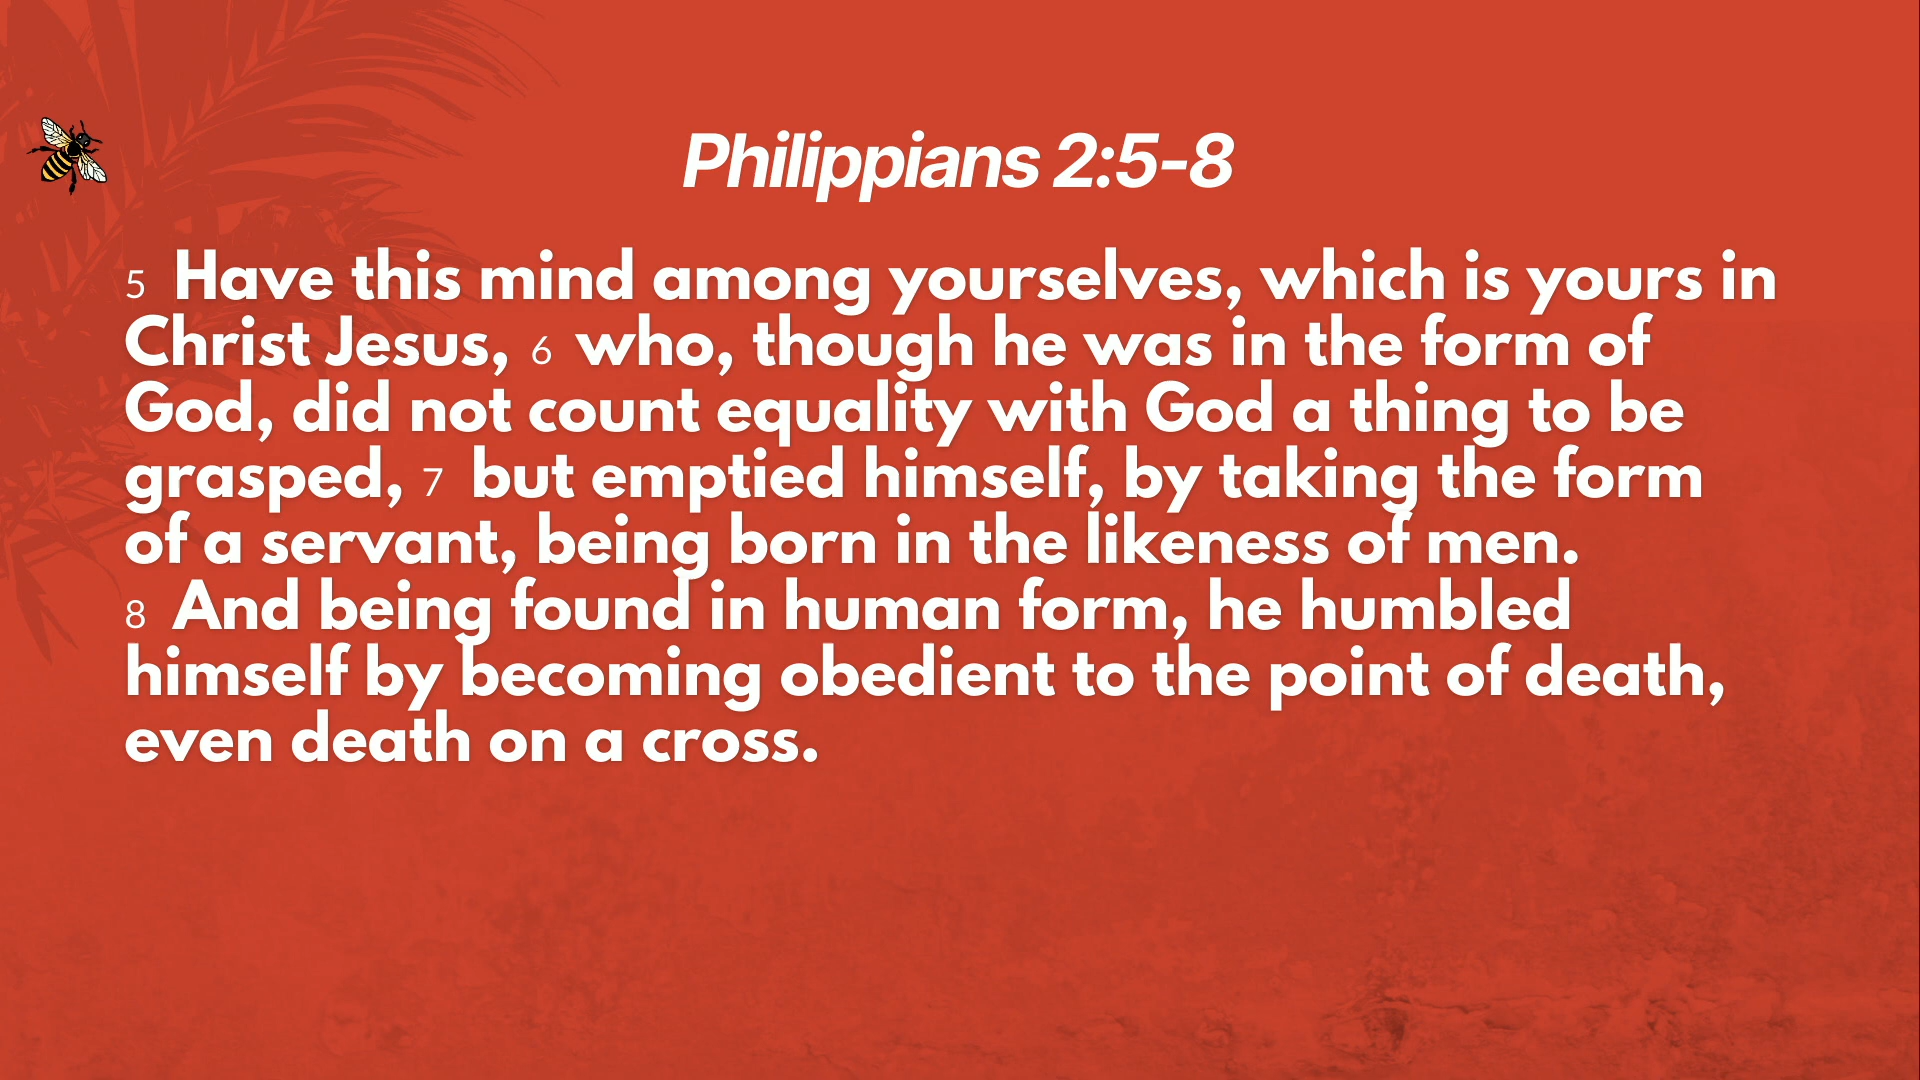 Philippians 2:5-8
5 Have this mind among yourselves, which is yours in
Christ Jesus, 6 who, though he was in the form of
God, did not count equality with God a thing to be
grasped, 7 but emptied himself, by taking the form
of a servant, being born in the likeness of men.
8 And being found in human form, he humbled
himself by becoming obedient to the point of death,
even death on a cross.